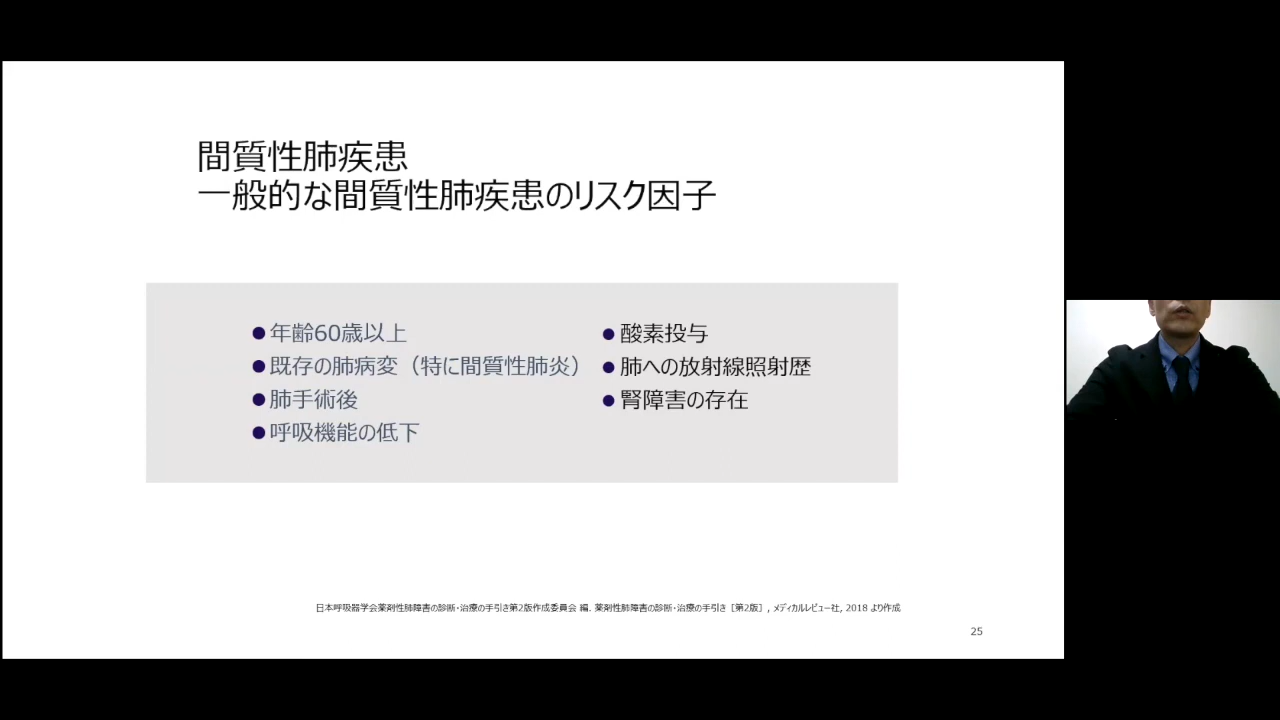 間質性肺疾患
一般的な間質性肺疾患のリスク因子
●年齢60歳以上
●既存の肺病変（特に間質性肺炎）
●肺手術後
●呼吸機能の低下
●酸素投与
●肺への放射線照射歴
●腎障害の存在
日本呼吸器学会薬剤性肺障害の診断・治療の手引き第2版作成委員会 編. 薬剤性肺障害の診断・治療の手引き［第2版］, メディカルレビュー社, 2018 より作成
25